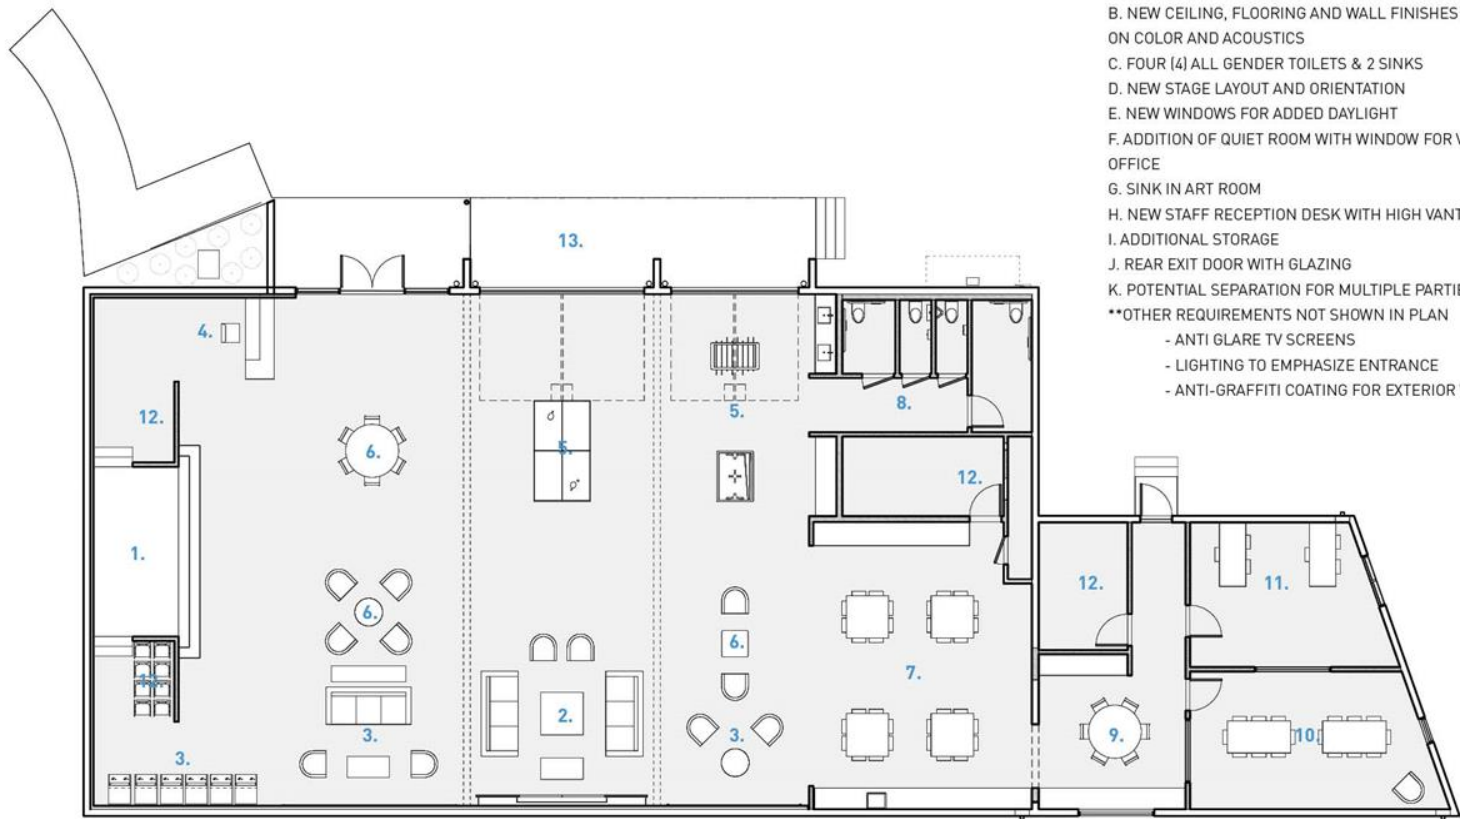 B. NEW CEILING, FLOORING AND WALL FINISHES
ON COLOR AND ACOUSTICS
C. FOUR (4) ALL GENDER TOILETS & 2 SINKS
D. NEW STAGE LAYOUT AND ORIENTATION
E. NEW WINDOWS FOR ADDED DAYLIGHT
F. ADDITION OF QUIET ROOM WITH WINDOW FOR
OFFICE
G. SINK IN ART ROOM
H. NEW STAFF RECEPTION DESK WITH HIGH
I. ADDITIONAL STORAGE
J. REAR EXIT DOOR WITH GLAZING
K. POTENTIAL SEPARATION FOR MULTIPLE
**OTHER REQUIREMENTS NOT SHOWN IN PLAN
- ANTI GLARE TV SCREENS
- LIGHTING TO EMPHASIZE ENTRANCE
- ANTI-GRAFFITI COATING FOR EXTERIOR
13.
4.
12.
5.
8.
6.
5.
12.
1.
12.
11.
6.
6.
7.
12.
2.
3.
3.
9.
10.
3.